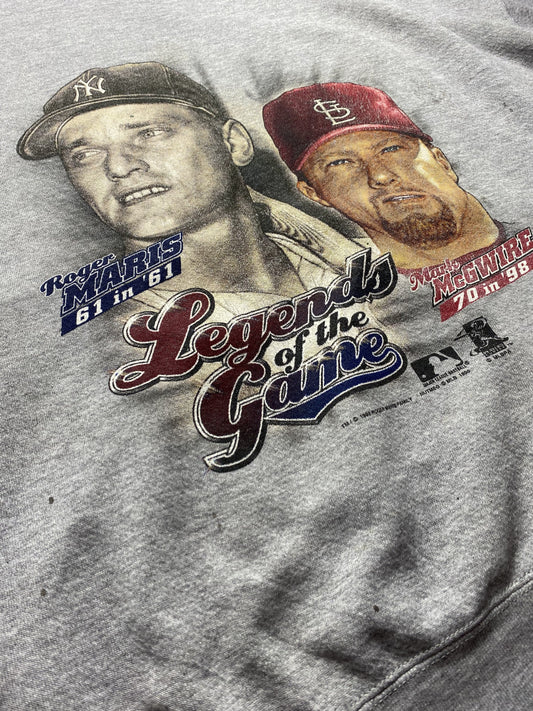 NY
STL
Roger
MARIS
61 in '61
Mark
McGWIRE
70 in '98
Legends
of the
Game